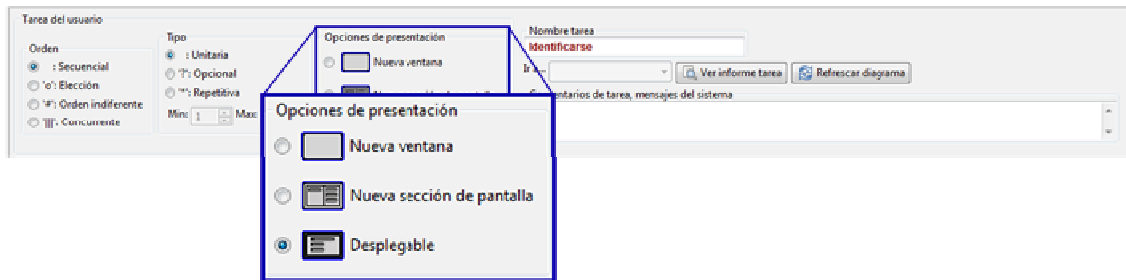 Tarea del usuario
Orden
: Secuencial
'o': Elección
'#': Orden indiferente
'|||': Concurrente
Tipo
: Unitaria
'?': Opcional
'*': Repetitiva
Min: 1 Max:
Opciones de presentación
Nueva ventana
Nombre tarea
Identificarse
Ir a...
Ver informe tarea
Refrescar diagrama
de tarea, mensajes del sistema
Opciones de presentación
Nueva ventana
Nueva sección de pantalla
Desplegable